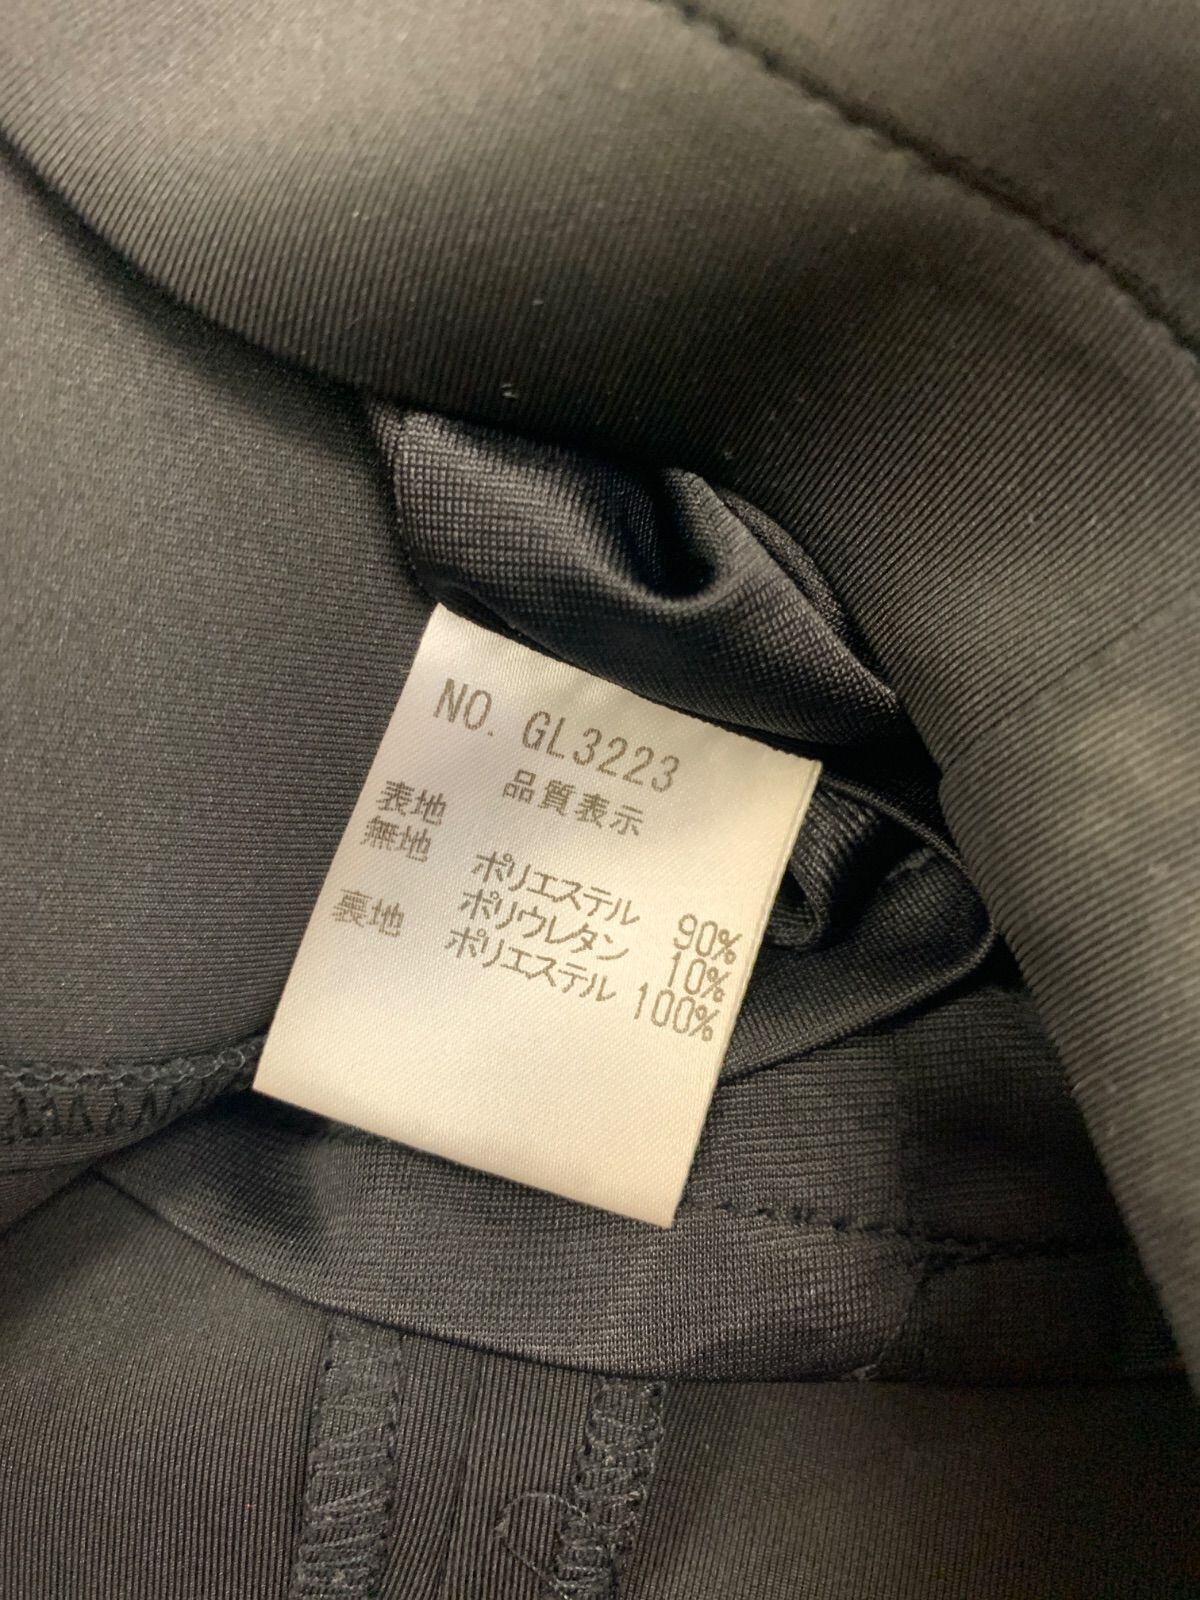 NO. GL3223
品質表示
表地
無地
ポリエステル 90%
ポリウレタン 10%
裏地 ポリエステル 100%